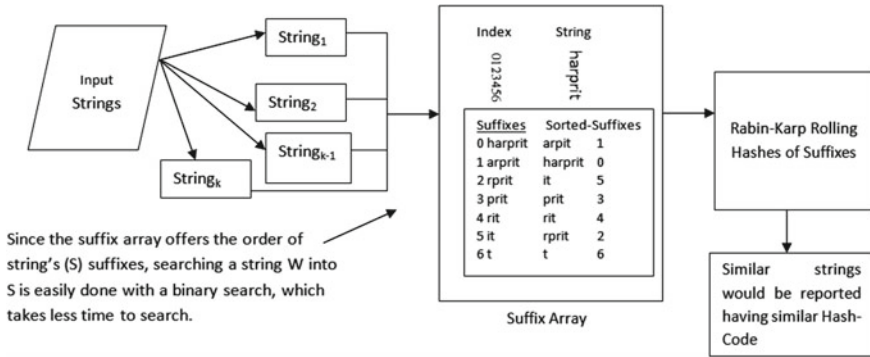 Input
Strings
String1
String2
Stringk-1
Stringk
Since the suffix array offers the order of
string's (S) suffixes, searching a string W into
S is easily done with a binary search, which
takes less time to search.
Index String
0123456 harprit
Suffixes Sorted-Suffixes
0 harprit arpit 1
1 arprit harprit 0
2 rprit it 5
3 prit prit 3
4 rit rit 4
5 it rprit 2
6 t t 6
Suffix Array
Rabin-Karp Rolling
Hashes of Suffixes
Similar strings
would be reported
having similar Hash-
Code